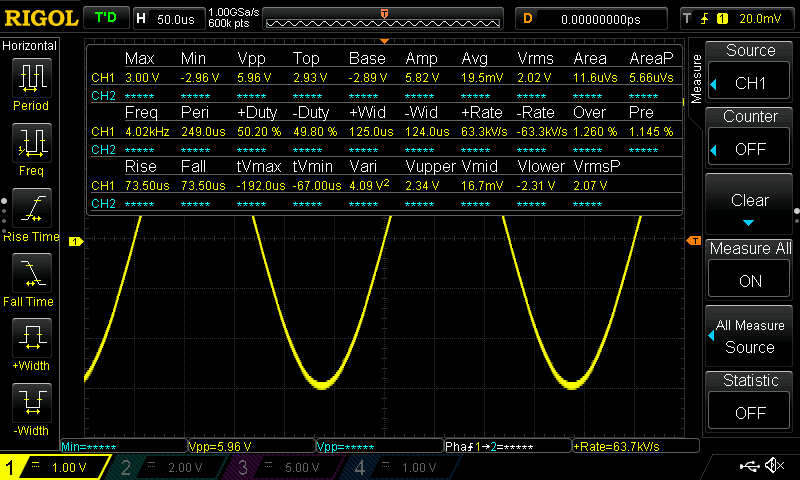 RIGOL T'D H 50.0us 1.00GSa/s 600k pts T D 0.00000000ps T 1 20.0mV
Horizontal
Period
Freq
Rise Time
Fall Time
+Width
-Width
Max Min Vpp Top Base Amp Avg Vrms Area AreaP
CH1 3.00 V -2.96 V 5.96 V 2.93 V -2.89 V 5.82 V 19.5mV 2.02 V 11.6uVs 5.66uVs
CH2 ***** ***** ***** ***** ***** ***** ***** ***** ***** *****
Freq Peri +Duty -Duty +Wid -Wid +Rate -Rate Over Pre
CH1 4.02kHz 249.0us 50.20 % 49.80 % 125.0us 124.0us 63.3kV/s -63.3kV/s 1.260 % 1.145 %
CH2 ***** ***** ***** ***** ***** ***** ***** ***** ***** *****
Rise Fall tVmax tVmin Vari Vupper Vmid Vlower VrmsP
CH1 73.50us 73.50us -192.0us -67.00us 4.09 V² 2.34 V 16.7mV -2.31 V 2.07 V
CH2 ***** ***** ***** ***** ***** ***** ***** ***** *****
1
T
Measure
Source
CH1
Counter
OFF
Clear
Measure All
ON
All Measure
Source
Statistic
OFF
Min=***** Vpp=5.96 V Vpp=***** Pha 1→2=***** +Rate=63.7kV/s
1 1.00 V 2 2.00 V 3 5.00 V 4 1.00 V